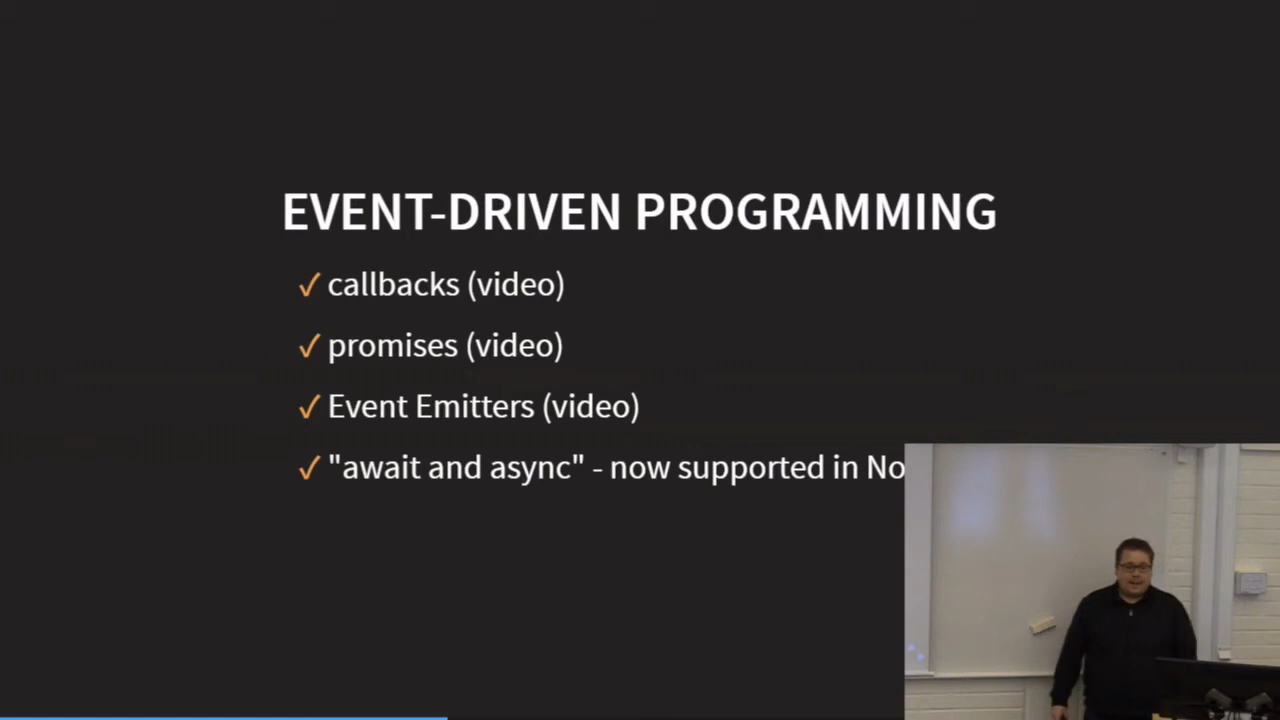 EVENT-DRIVEN PROGRAMMING
✓ callbacks (video)
✓ promises (video)
✓ Event Emitters (video)
✓ "await and async" - now supported in No